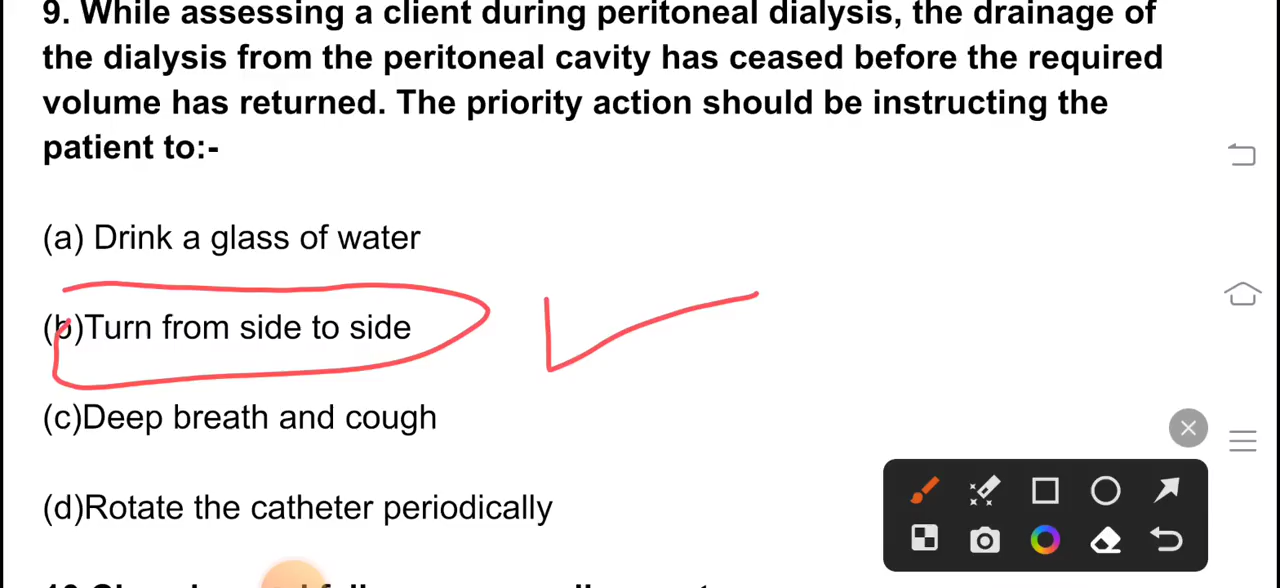 9. While assessing a client during peritoneal dialysis, the drainage of
the dialysis from the peritoneal cavity has ceased before the required
volume has returned. The priority action should be instructing the
patient to:-
(a) Drink a glass of water
(b)Turn from side to side
(c)Deep breath and cough
(d)Rotate the catheter periodically